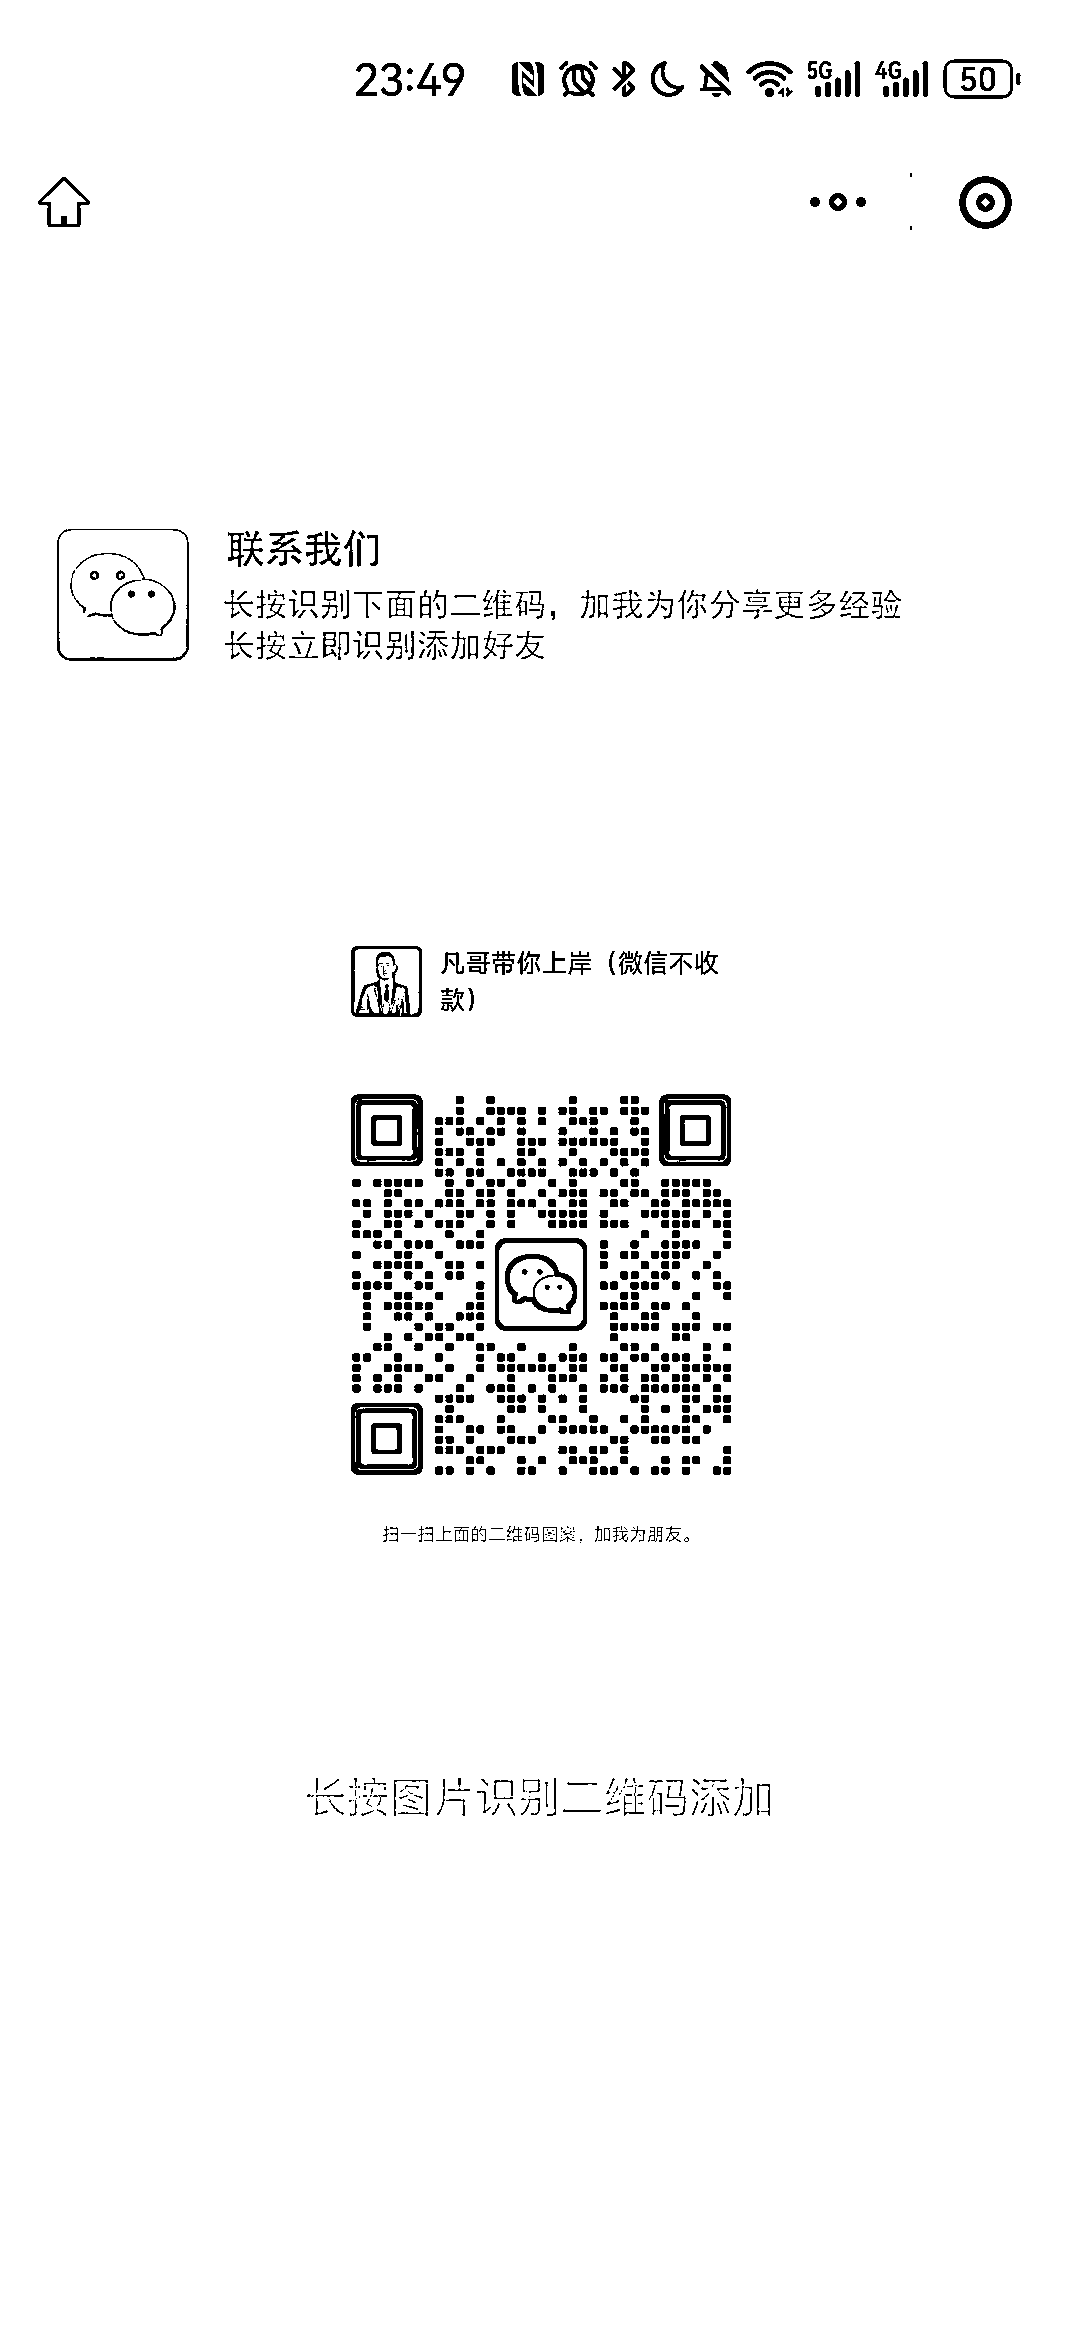 23:49
5G
4G
50
联系我们
长按识别下面的二维码，加我为你分享更多经验
长按立即识别添加好友
凡哥带你上岸（微信不收
款）
扫一扫上面的二维码图案，加我为朋友。
长按图片识别二维码添加